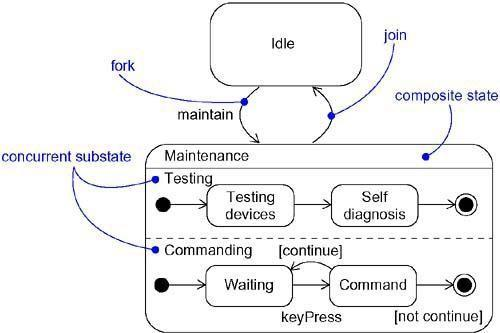 Idle
join
fork
maintain
composite state
concurrent substate
Maintenance
Testing
Testing
devices
Self
diagnosis
Commanding
[continue]
Waiting
Command
keyPress
[not continue]